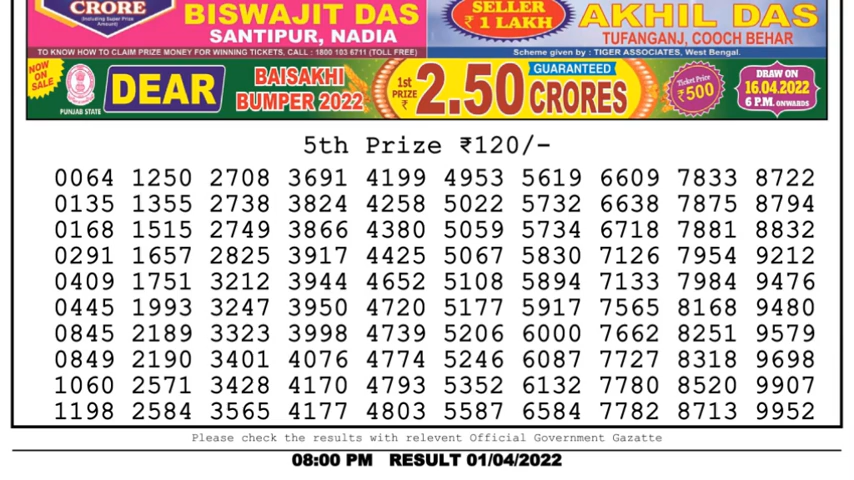 CRORE
(Including Super Prize Amount)
BISWAJIT DAS
SANTIPUR, NADIA
TO KNOW HOW TO CLAIM PRIZE MONEY FOR WINNING TICKETS, CALL : 1800 103 6711 (TOLL FREE)
SELLER
₹ 1 LAKH
AKHIL DAS
TUFANGANJ, COOCH BEHAR
Scheme given by : TIGER ASSOCIATES, West Bengal.
NOW ON SALE
PUNJAB STATE
DEAR
BAISAKHI
BUMPER 2022
1st PRIZE ₹
2.50
GUARANTEED
CRORES
Ticket Price
₹500
DRAW ON
16.04.2022
6 P.M. ONWARDS
5th Prize ₹120/-
0064 1250 2708 3691 4199 4953 5619 6609 7833 8722
0135 1355 2738 3824 4258 5022 5732 6638 7875 8794
0168 1515 2749 3866 4380 5059 5734 6718 7881 8832
0291 1657 2825 3917 4425 5067 5830 7126 7954 9212
0409 1751 3212 3944 4652 5108 5894 7133 7984 9476
0445 1993 3247 3950 4720 5177 5917 7565 8168 9480
0845 2189 3323 3998 4739 5206 6000 7662 8251 9579
0849 2190 3401 4076 4774 5246 6087 7727 8318 9698
1060 2571 3428 4170 4793 5352 6132 7780 8520 9907
1198 2584 3565 4177 4803 5587 6584 7782 8713 9952
Please check the results with relevent Official Government Gazatte
08:00 PM RESULT 01/04/2022